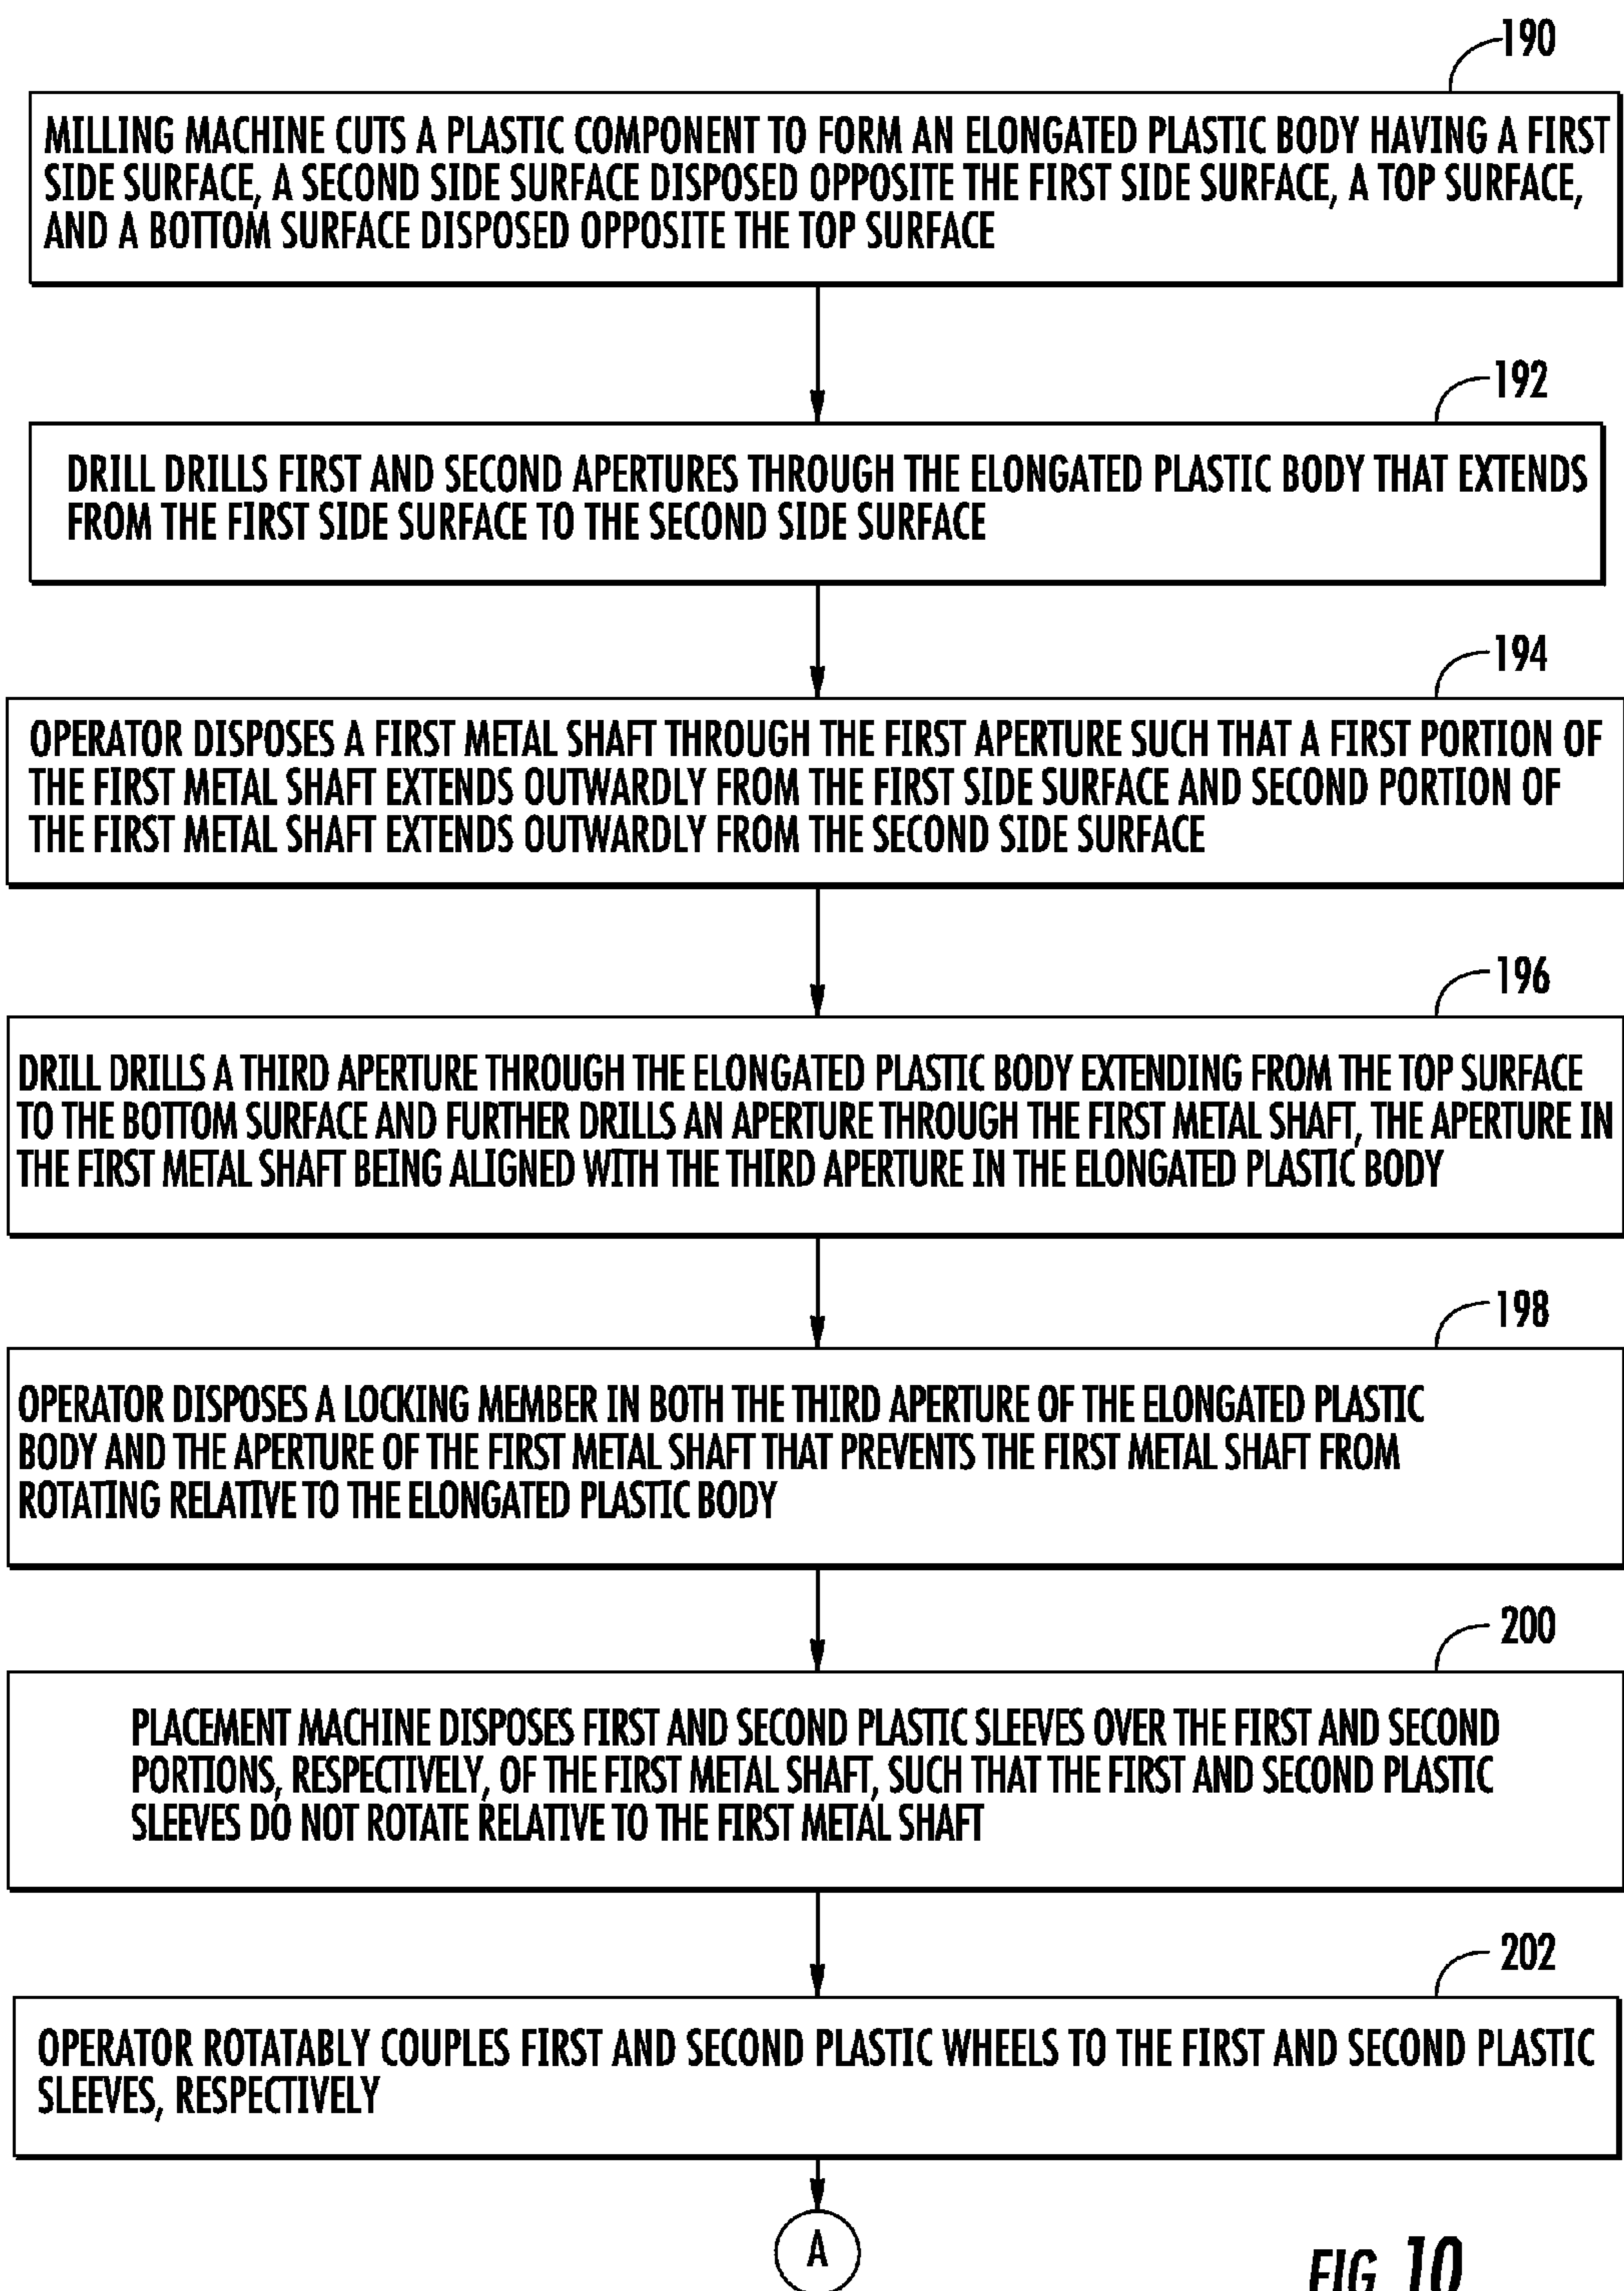 190
MILLING MACHINE CUTS A PLASTIC COMPONENT TO FORM AN ELONGATED PLASTIC BODY HAVING A FIRST
SIDE SURFACE, A SECOND SIDE SURFACE DISPOSED OPPOSITE THE FIRST SIDE SURFACE, A TOP SURFACE,
AND A BOTTOM SURFACE DISPOSED OPPOSITE THE TOP SURFACE
192
DRILL DRILLS FIRST AND SECOND APERTURES THROUGH THE ELONGATED PLASTIC BODY THAT EXTENDS
FROM THE FIRST SIDE SURFACE TO THE SECOND SIDE SURFACE
194
OPERATOR DISPOSES A FIRST METAL SHAFT THROUGH THE FIRST APERTURE SUCH THAT A FIRST PORTION OF
THE FIRST METAL SHAFT EXTENDS OUTWARDLY FROM THE FIRST SIDE SURFACE AND SECOND PORTION OF
THE FIRST METAL SHAFT EXTENDS OUTWARDLY FROM THE SECOND SIDE SURFACE
196
DRILL DRILLS A THIRD APERTURE THROUGH THE ELONGATED PLASTIC BODY EXTENDING FROM THE TOP SURFACE
TO THE BOTTOM SURFACE AND FURTHER DRILLS AN APERTURE THROUGH THE FIRST METAL SHAFT, THE APERTURE IN
THE FIRST METAL SHAFT BEING ALIGNED WITH THE THIRD APERTURE IN THE ELONGATED PLASTIC BODY
198
OPERATOR DISPOSES A LOCKING MEMBER IN BOTH THE THIRD APERTURE OF THE ELONGATED PLASTIC
BODY AND THE APERTURE OF THE FIRST METAL SHAFT THAT PREVENTS THE FIRST METAL SHAFT FROM
ROTATING RELATIVE TO THE ELONGATED PLASTIC BODY
200
PLACEMENT MACHINE DISPOSES FIRST AND SECOND PLASTIC SLEEVES OVER THE FIRST AND SECOND
PORTIONS, RESPECTIVELY, OF THE FIRST METAL SHAFT, SUCH THAT THE FIRST AND SECOND PLASTIC
SLEEVES DO NOT ROTATE RELATIVE TO THE FIRST METAL SHAFT
202
OPERATOR ROTATABLY COUPLES FIRST AND SECOND PLASTIC WHEELS TO THE FIRST AND SECOND PLASTIC
SLEEVES, RESPECTIVELY
A
FIG. 10